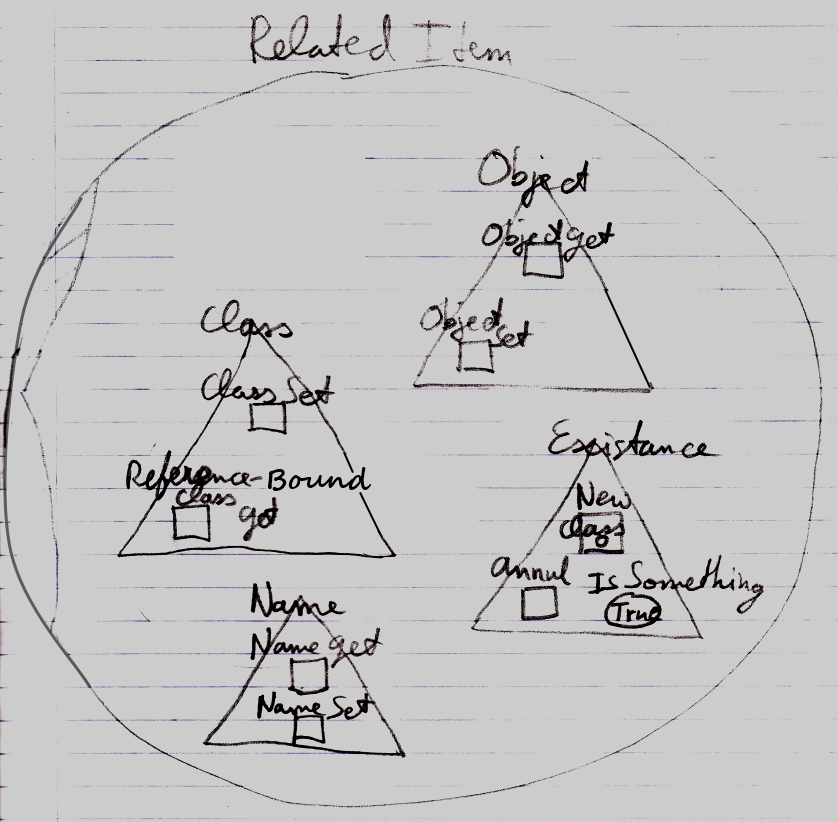 Related Item
Object
Object get
Object
Set
Class
Class Set
Reference-Bound
Class
get
Existance
New
Class
annul
Is Something
True
Name
Name get
Name Set